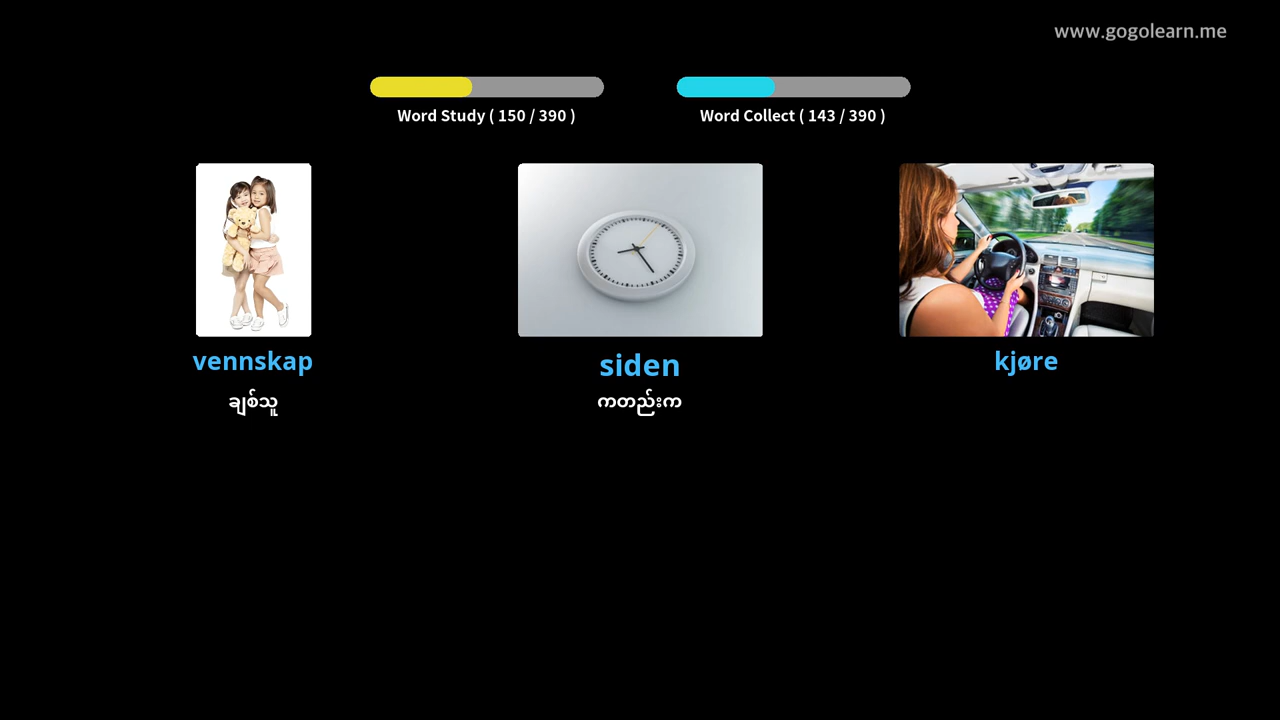 www.gogolearn.me
Word Study ( 150 / 390 )
Word Collect ( 143 / 390 )
vennskap
siden
kjøre
ချစ်သူ
ကတည်းက